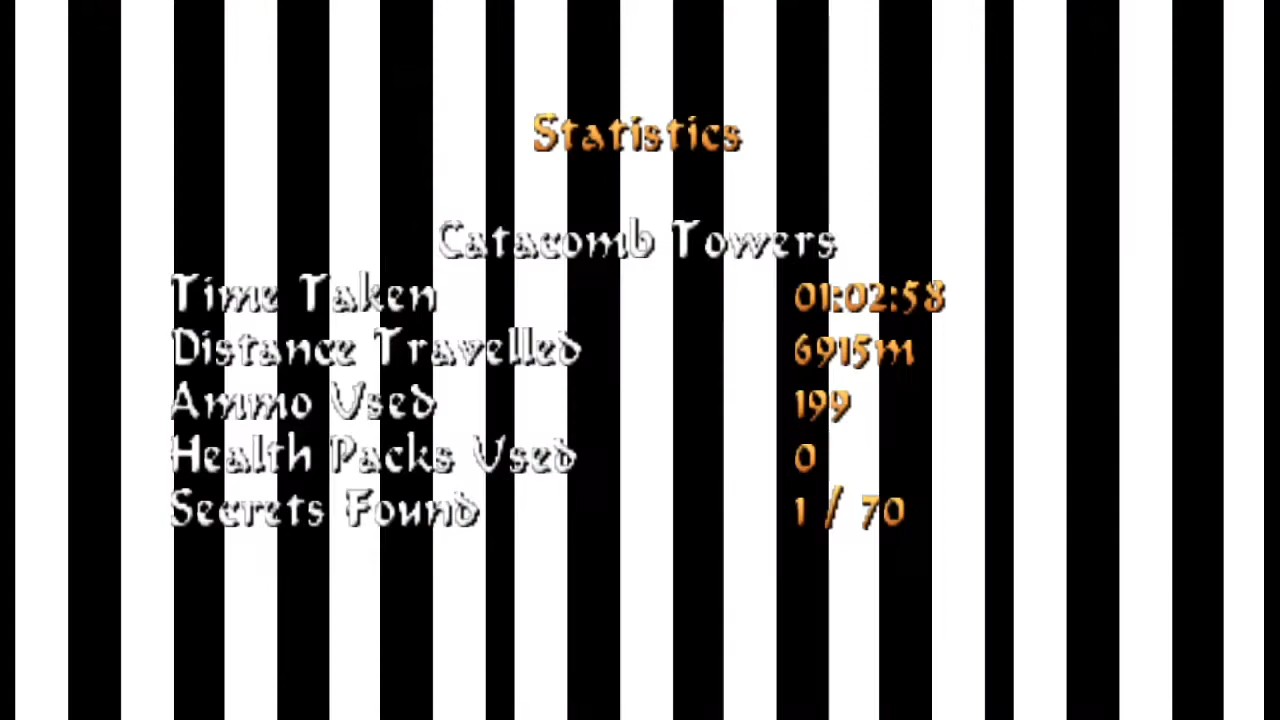 Statistics
Catacomb Towers
Time Taken 01:02:58
Distance Travelled 6915m
Ammo Used 199
Health Packs Used 0
Secrets Found 1 / 70